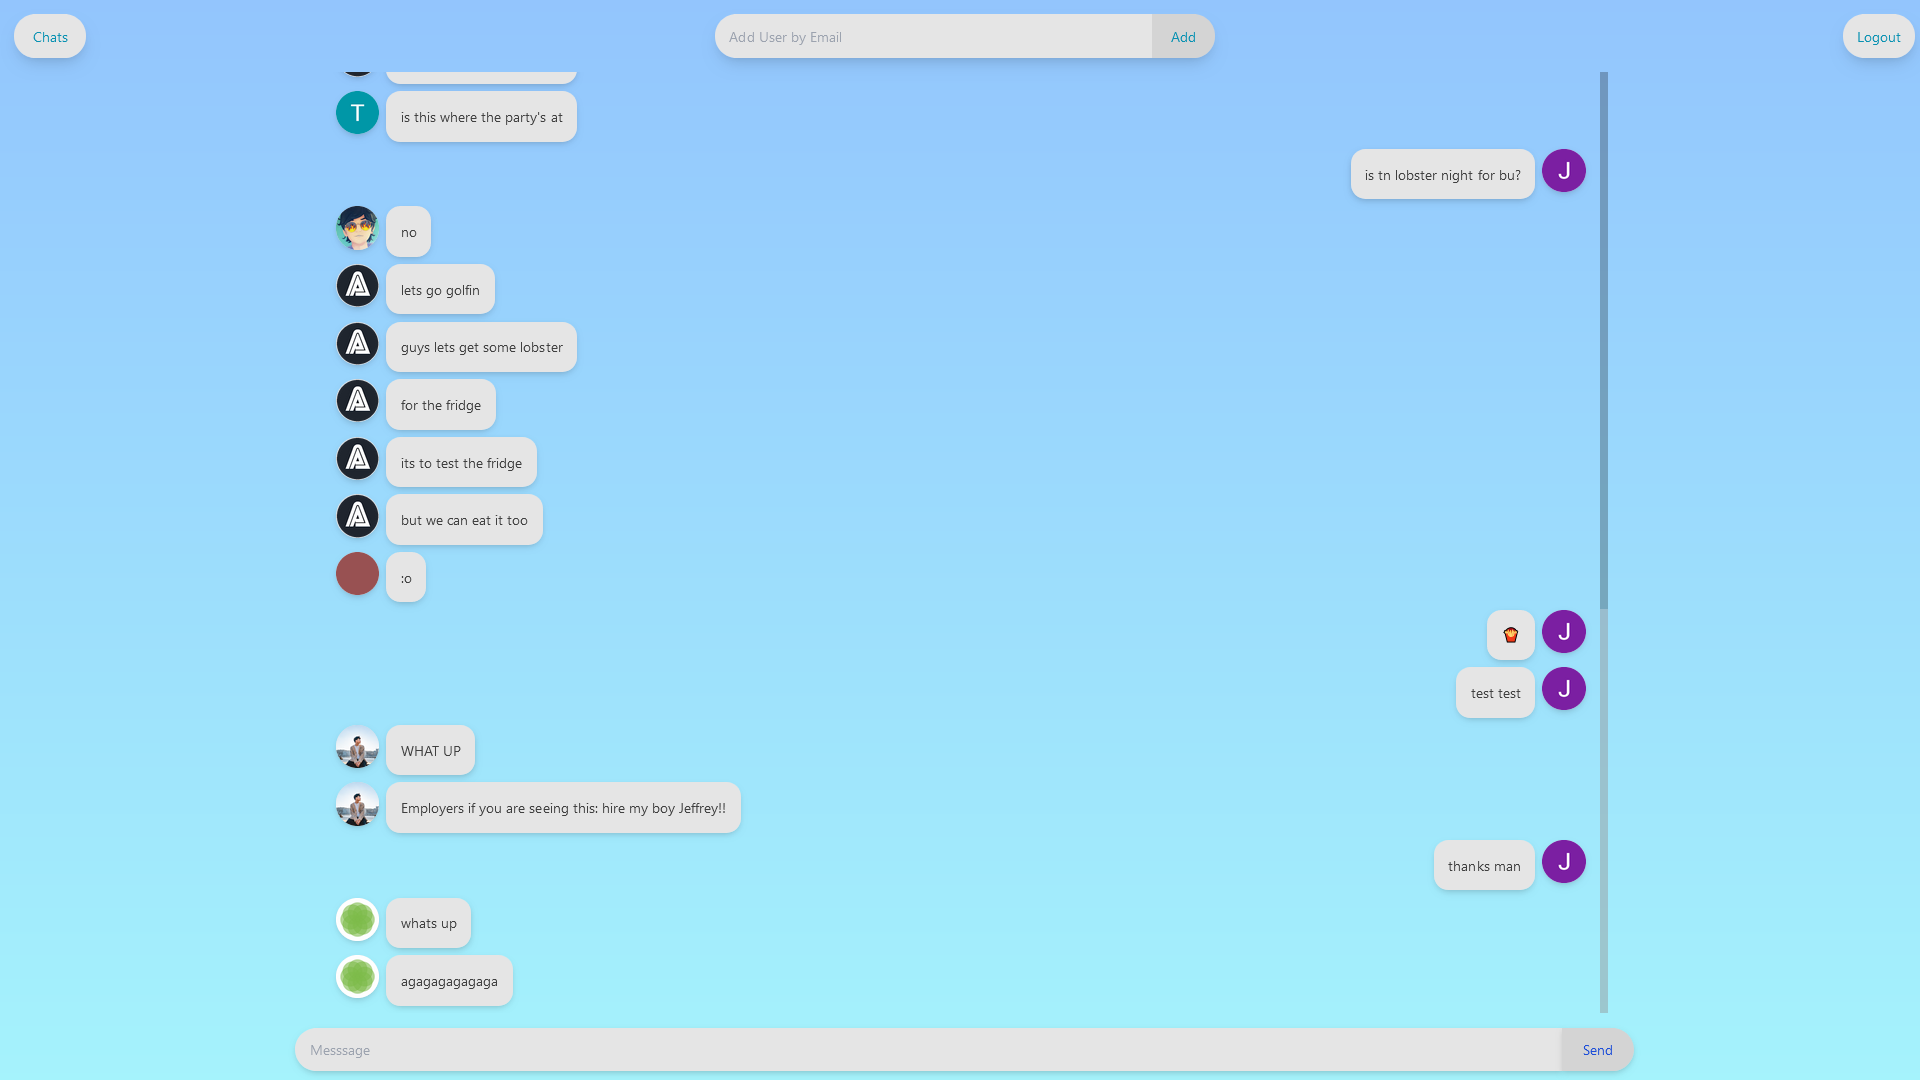 Chats
Add User by Email
Add
Logout
T
is this where the party's at
is tn lobster night for bu?
J
no
lets go golfin
guys lets get some lobster
for the fridge
its to test the fridge
but we can eat it too
:o
🍟
J
test test
J
WHAT UP
Employers if you are seeing this: hire my boy Jeffrey!!
thanks man
J
whats up
agagagagagaga
Messsage
Send